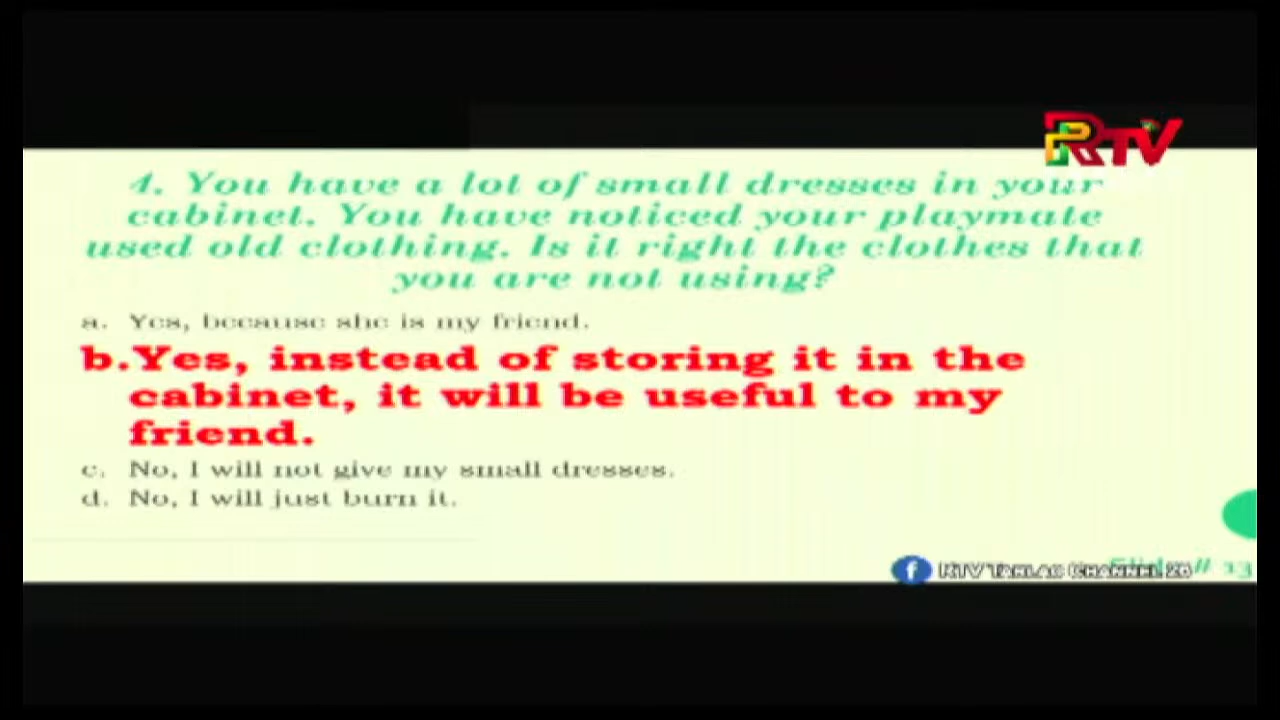 RTV
4. You have a lot of small dresses in your
cabinet. You have noticed your playmate
used old clothing. Is it right the clothes that
you are not using?
a. Yes, because she is my friend.
b.Yes, instead of storing it in the
cabinet, it will be useful to my
friend.
c. No, I will not give my small dresses.
d. No, I will just burn it.
f RTV TARLAC CHANNEL 26
13